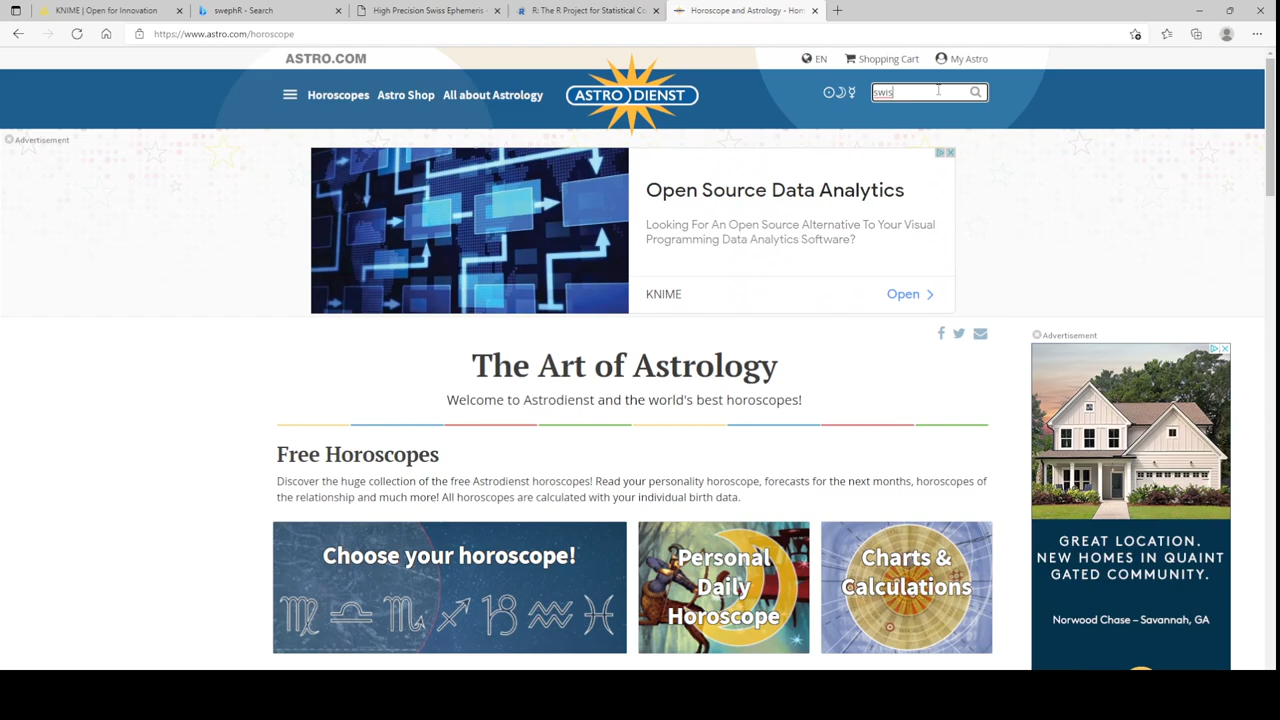 KNIME | Open for Innovation
swephR - Search
High Precision Swiss Ephemeris
R: The R Project for Statistical Co
Horoscope and Astrology - Hom
https://www.astro.com/horoscope
ASTRO.COM
EN
Shopping Cart
My Astro
Horoscopes
Astro Shop
All about Astrology
ASTRO DIENST
swis
Advertisement
Open Source Data Analytics
Looking For An Open Source Alternative To Your Visual
Programming Data Analytics Software?
KNIME
Open
The Art of Astrology
Welcome to Astrodienst and the world's best horoscopes!
Free Horoscopes
Discover the huge collection of the free Astrodienst horoscopes! Read your personality horoscope, forecasts for the next months, horoscopes of
the relationship and much more! All horoscopes are calculated with your individual birth data.
Choose your horoscope!
Personal
Daily
Horoscope
Charts &
Calculations
Advertisement
GREAT LOCATION.
NEW HOMES IN QUAINT
GATED COMMUNITY.
Norwood Chase – Savannah, GA